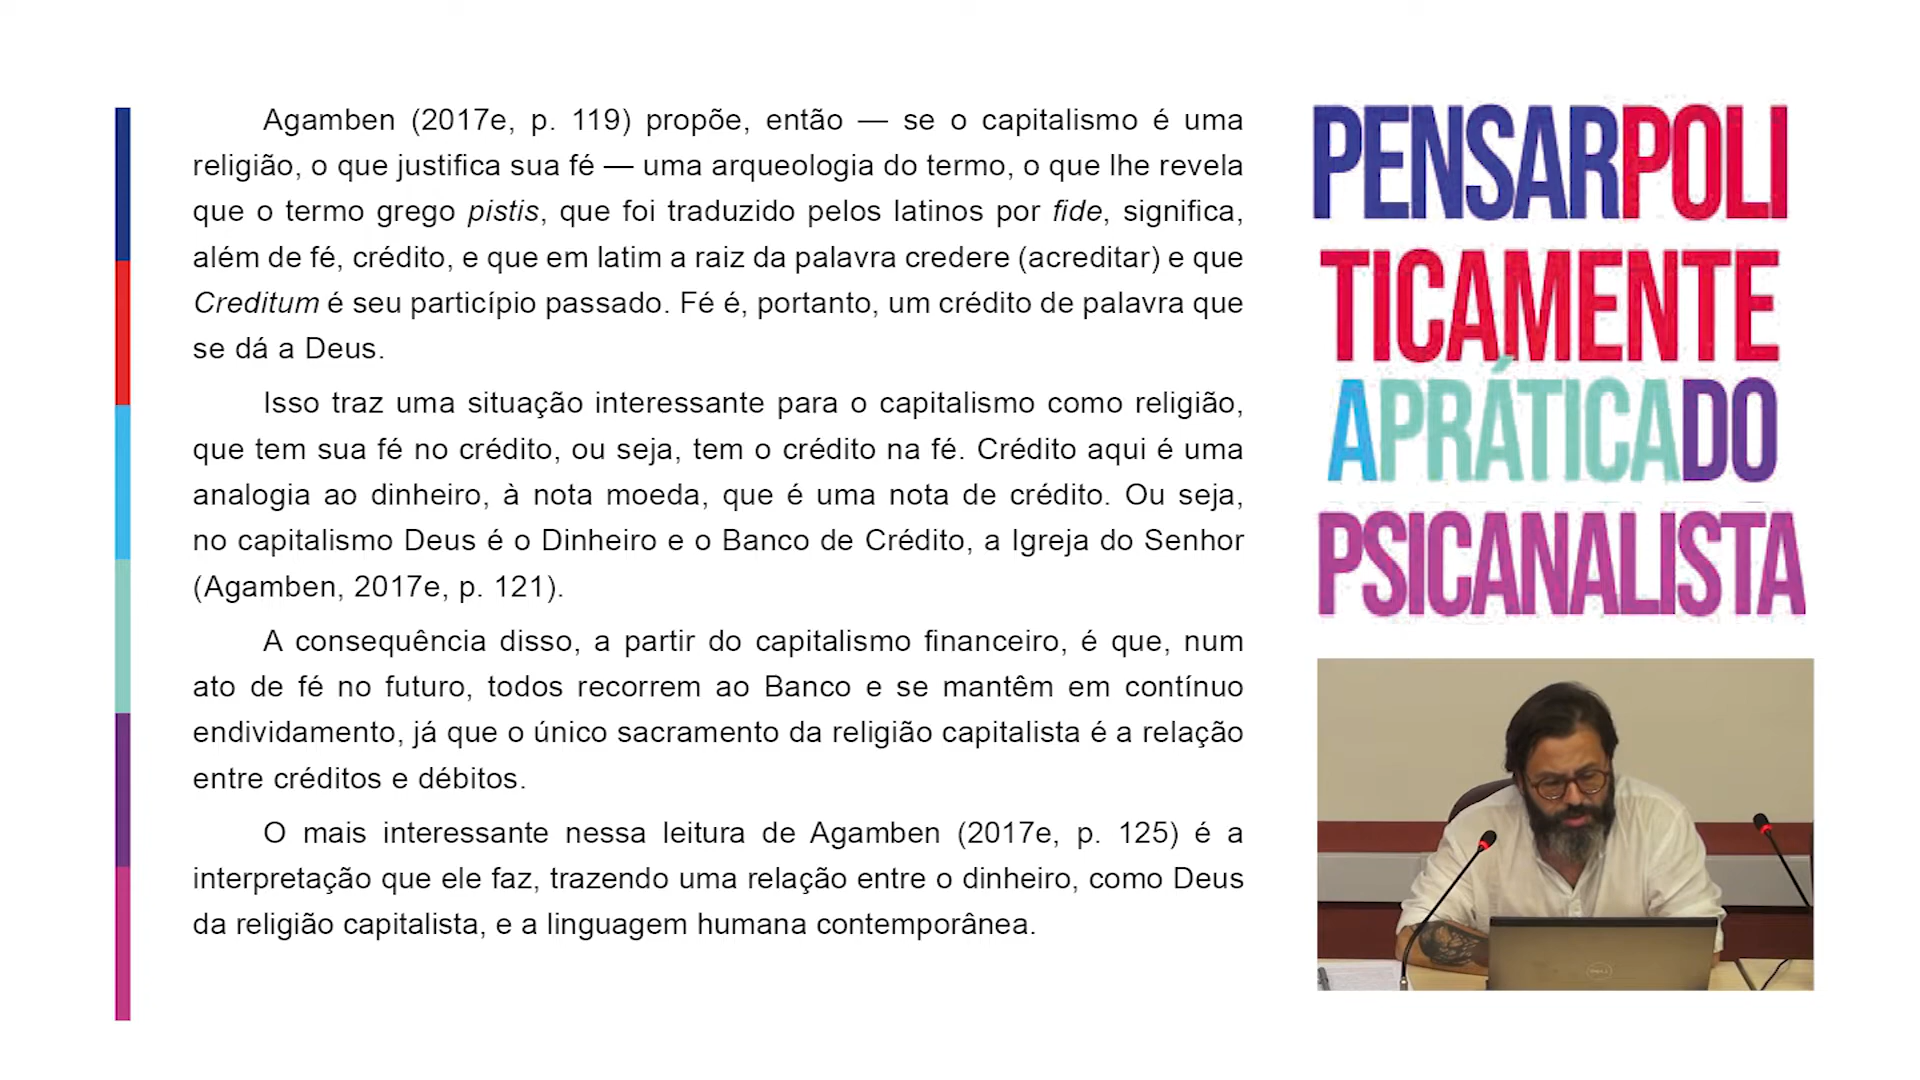 Agamben (2017e, p. 119) propõe, então — se o capitalismo é uma
religião, o que justifica sua fé — uma arqueologia do termo, o que lhe revela
que o termo grego pistis, que foi traduzido pelos latinos por fide, significa,
além de fé, crédito, e que em latim a raiz da palavra credere (acreditar) e que
Creditum é seu particípio passado. Fé é, portanto, um crédito de palavra que
se dá a Deus.
Isso traz uma situação interessante para o capitalismo como religião,
que tem sua fé no crédito, ou seja, tem o crédito na fé. Crédito aqui é uma
analogia ao dinheiro, à nota moeda, que é uma nota de crédito. Ou seja,
no capitalismo Deus é o Dinheiro e o Banco de Crédito, a Igreja do Senhor
(Agamben, 2017e, p. 121).
A consequência disso, a partir do capitalismo financeiro, é que, num
ato de fé no futuro, todos recorrem ao Banco e se mantêm em contínuo
endividamento, já que o único sacramento da religião capitalista é a relação
entre créditos e débitos.
O mais interessante nessa leitura de Agamben (2017e, p. 125) é a
interpretação que ele faz, trazendo uma relação entre o dinheiro, como Deus
da religião capitalista, e a linguagem humana contemporânea.
PENSARPOLI
TICAMENTE
APRÁTICADO
PSICANALISTA
DELL